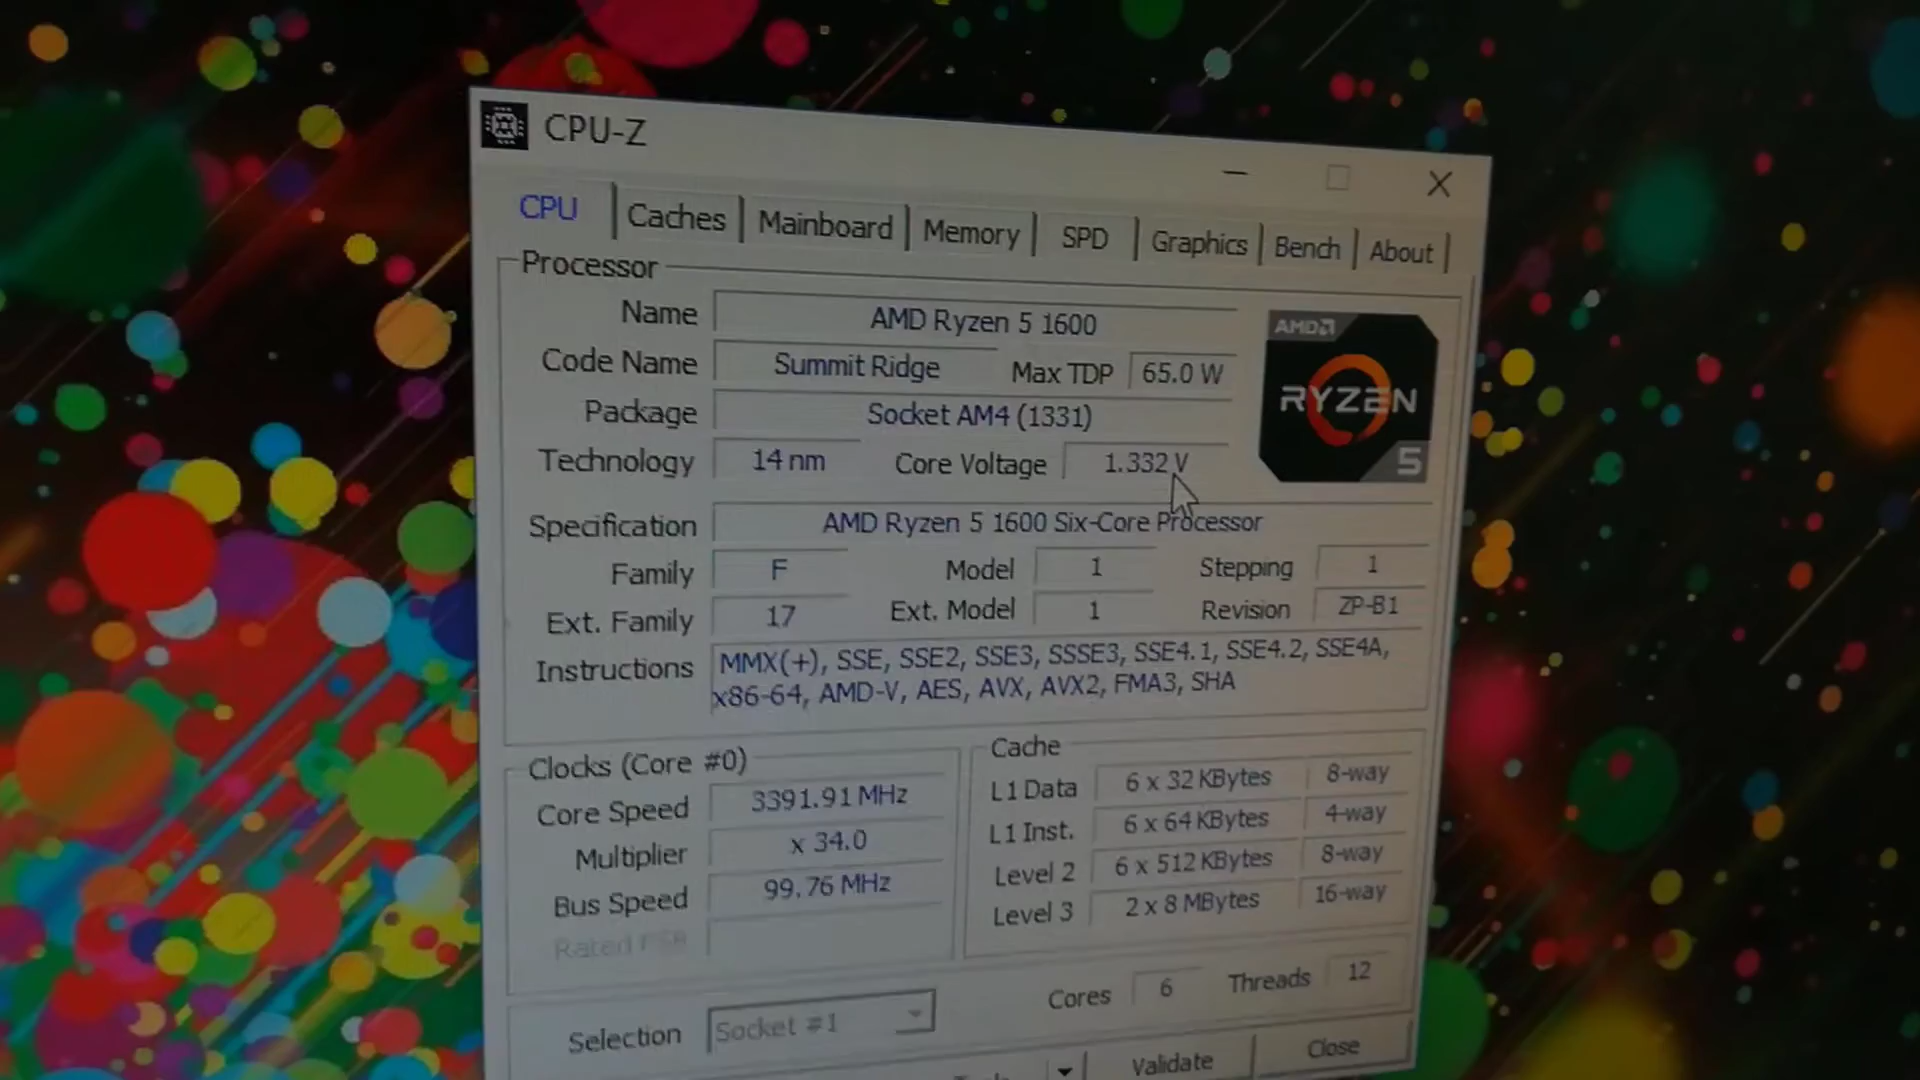 CPU-Z
CPU Caches Mainboard Memory SPD Graphics Bench About
Processor
Name AMD Ryzen 5 1600
Code Name Summit Ridge Max TDP 65.0 W
Package Socket AM4 (1331)
Technology 14 nm Core Voltage 1.332 V
AMD
RYZEN
5
Specification AMD Ryzen 5 1600 Six-Core Processor
Family F Model 1 Stepping 1
Ext. Family 17 Ext. Model 1 Revision ZP-B1
Instructions MMX(+), SSE, SSE2, SSE3, SSSE3, SSE4.1, SSE4.2, SSE4A,
x86-64, AMD-V, AES, AVX, AVX2, FMA3, SHA
Clocks (Core #0)
Core Speed 3391.91 MHz
Multiplier x 34.0
Bus Speed 99.76 MHz
Rated FSB
Cache
L1 Data 6 x 32 KBytes 8-way
L1 Inst. 6 x 64 KBytes 4-way
Level 2 6 x 512 KBytes 8-way
Level 3 2 x 8 MBytes 16-way
Selection Socket #1 Cores 6 Threads 12
Validate Close